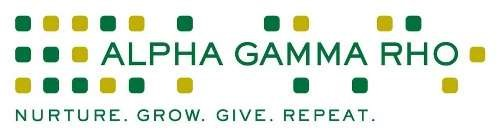 ALPHA GAMMA RHO
NURTURE. GROW. GIVE. REPEAT.